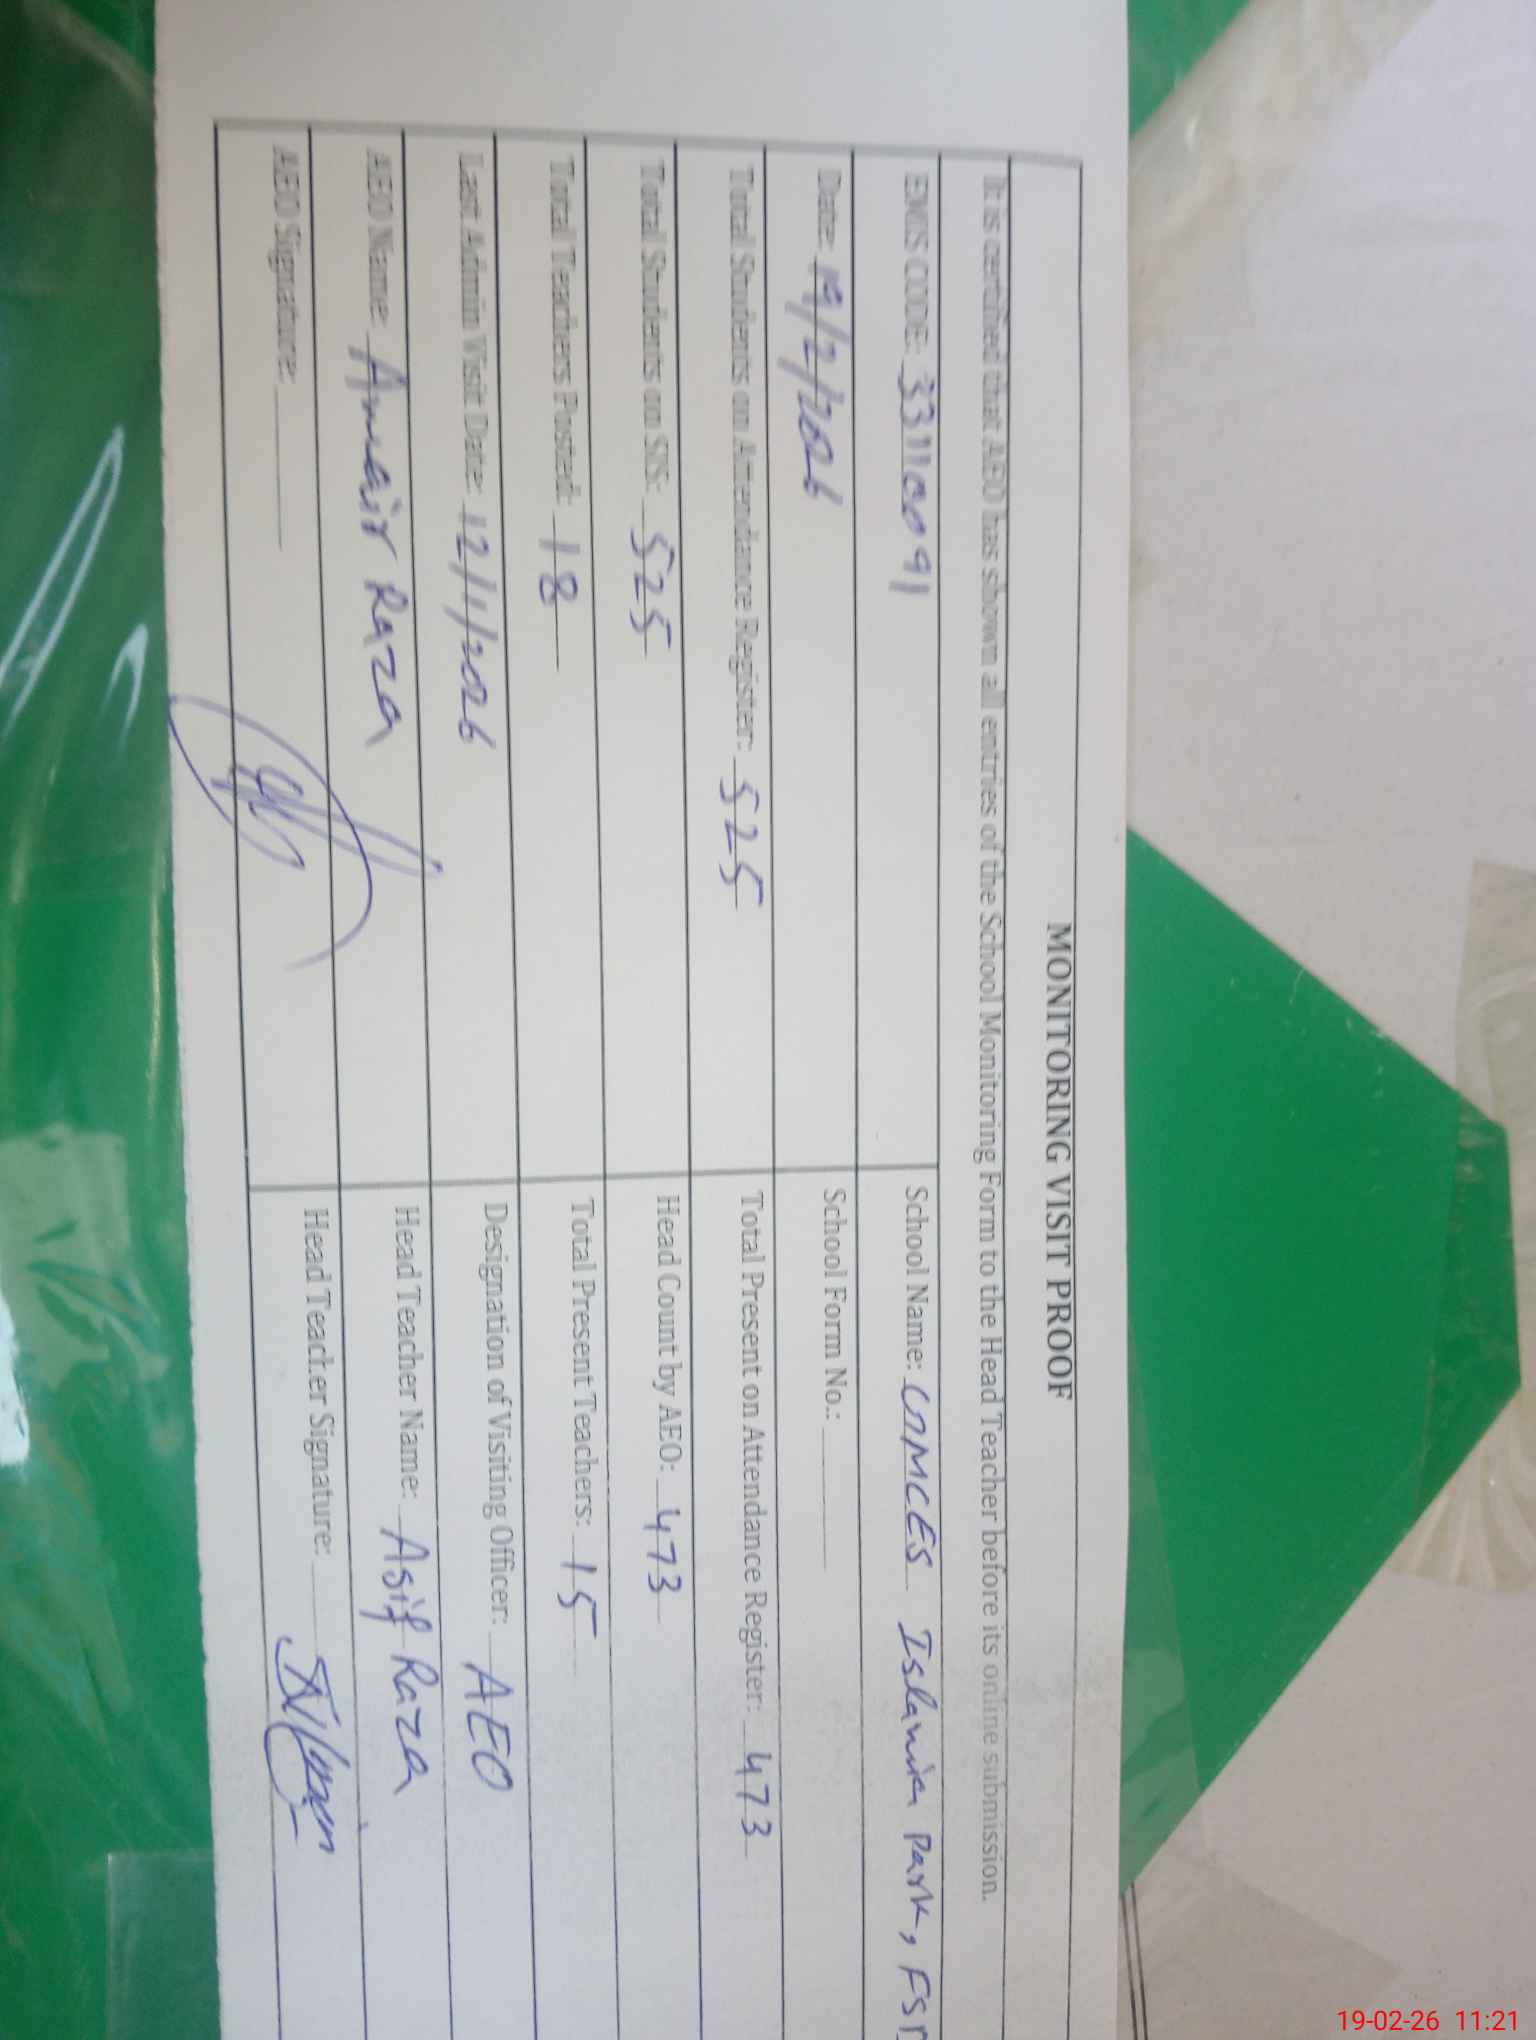 MONITORING VISIT PROOF
It is certified that AEO has shown all entries of the School Monitoring Form to the Head Teacher before its online submission.
EMIS CODE: 33110091 School Name: GMCES Islamia Park, FSD
Date: 19/2/2026 School Form No.:
Total Students on Attendance Register: 525 Total Present on Attendance Register: 473
Total Students on SIS: 525 Head Count by AEO: 473
Total Teachers Posted: 18 Total Present Teachers: 15
Last Admin Visit Date: 12/1/2026 Designation of Visiting Officer: AEO
AEO Name: Amair Raza Head Teacher Name: Asif Raza
AEO Signature: Head Teacher Signature:
19-02-26 11:21